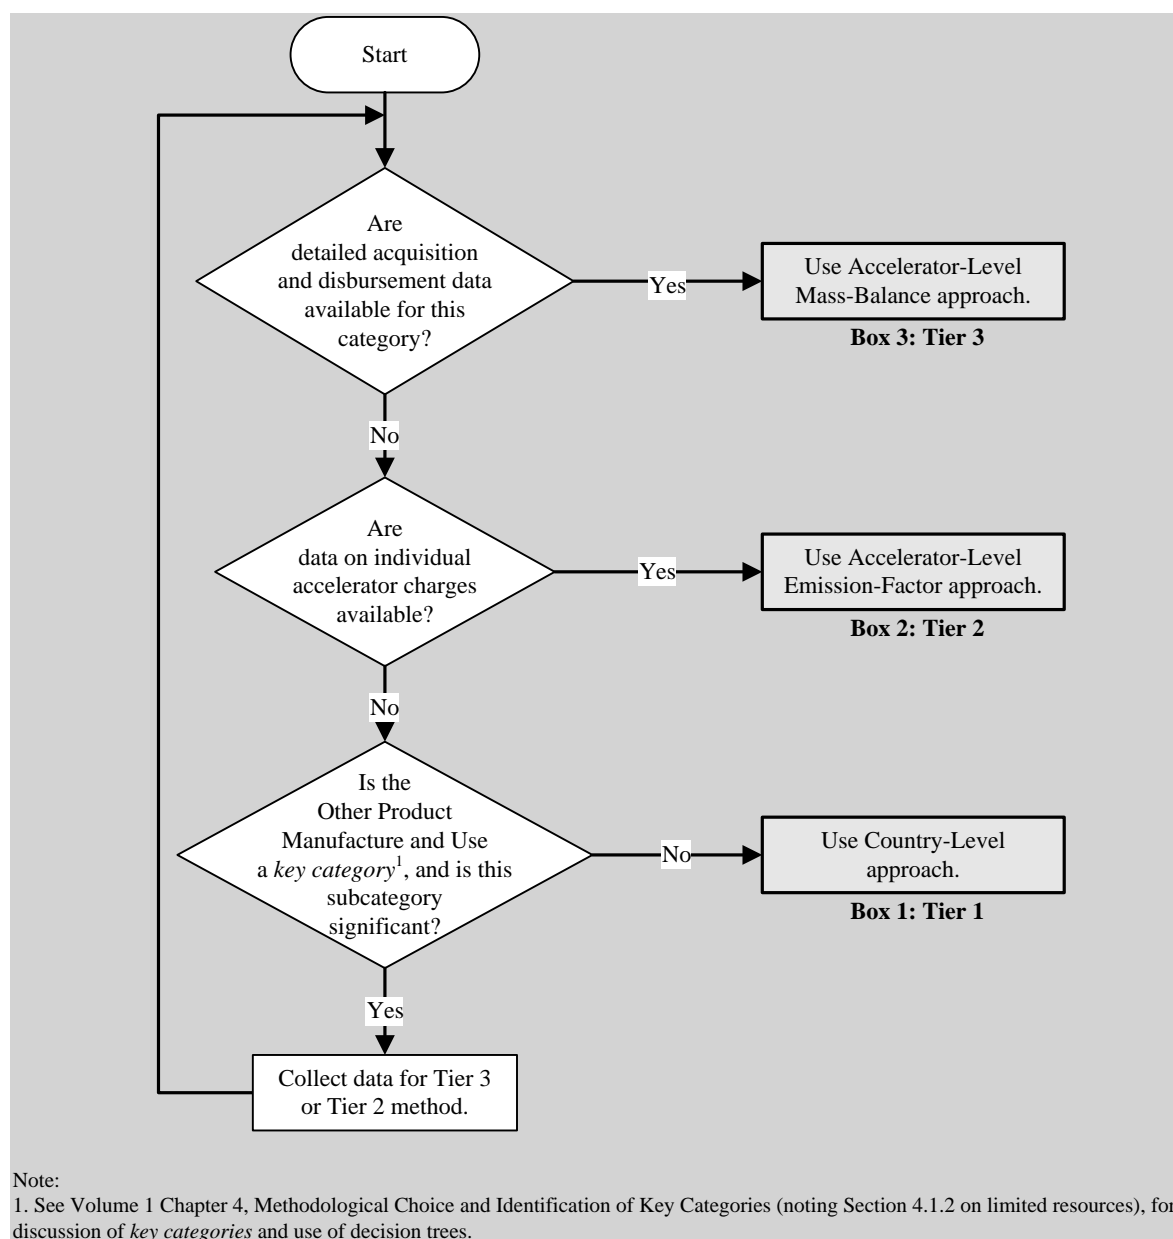 Start
Are
detailed acquisition
and disbursement data
available for this
category?
Yes
Use Accelerator-Level
Mass-Balance approach.
Box 3: Tier 3
No
Are
data on individual
accelerator charges
available?
Yes
Use Accelerator-Level
Emission-Factor approach.
Box 2: Tier 2
No
Is the
Other Product
Manufacture and Use
a key category1, and is this
subcategory
significant?
No
Use Country-Level
approach.
Box 1: Tier 1
Yes
Collect data for Tier 3
or Tier 2 method.
Note:
1. See Volume 1 Chapter 4, Methodological Choice and Identification of Key Categories (noting Section 4.1.2 on limited resources), for
discussion of key categories and use of decision trees.